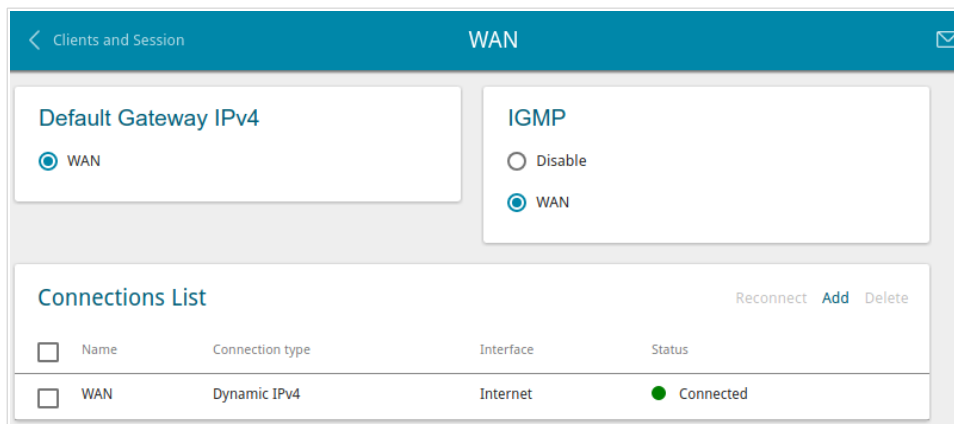 Clients and Session
WAN
Default Gateway IPv4
WAN
IGMP
Disable
WAN
Connections List
Reconnect Add Delete
Name Connection type Interface Status
WAN Dynamic IPv4 Internet Connected